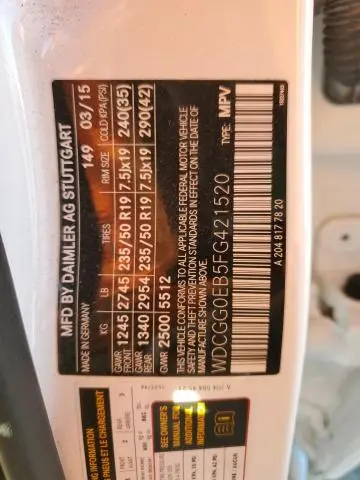 MFD BY DAIMLER AG STUTTGART
MADE IN GERMANY 149 03/15
KG LB TIRES RIM SIZE COLD KPA(PSI)
GAWR FRONT 1245 2745 235/50 R19 7.5Jx19 240(35)
GAWR REAR 1340 2954 235/50 R19 7.5Jx19 290(42)
GVWR 2500 5512
THIS VEHICLE CONFORMS TO ALL APPLICABLE FEDERAL MOTOR VEHICLE
SAFETY AND THEFT PREVENTION STANDARDS IN EFFECT ON THE DATE OF
MANUFACTURE SHOWN ABOVE.
WDCGG0EB5FG421520 TYPE: MPV
A 204 817 78 20
SEE OWNER'S
MANUAL FOR
ADDITIONAL
INFORMATION